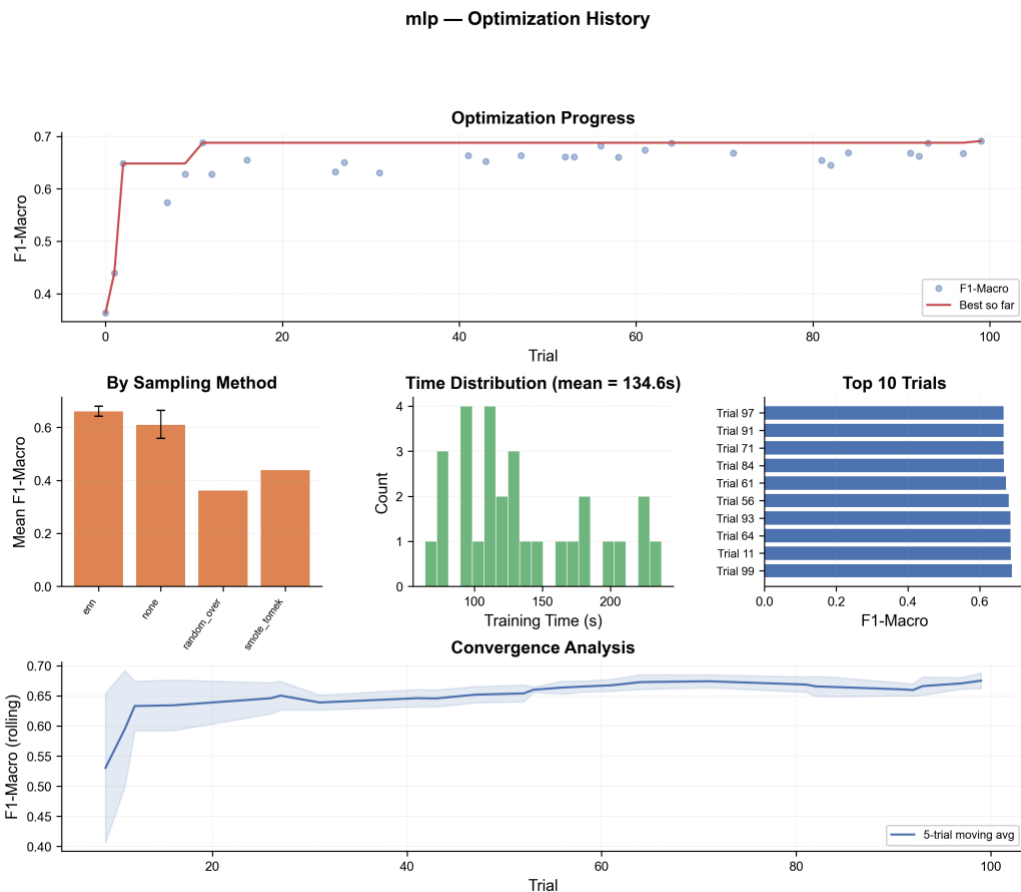 mlp — Optimization History
Optimization Progress
F1-Macro
0.7
0.6
0.5
0.4
F1-Macro
Best so far
0
20
40
60
80
100
Trial
By Sampling Method
Mean F1-Macro
0.6
0.4
0.2
0.0
enn
none
random_over
smote_tomek
Time Distribution (mean = 134.6s)
Count
4
3
2
1
0
100
150
200
Training Time (s)
Top 10 Trials
Trial 97
Trial 91
Trial 71
Trial 84
Trial 61
Trial 56
Trial 93
Trial 64
Trial 11
Trial 99
0.0
0.2
0.4
0.6
F1-Macro
Convergence Analysis
F1-Macro (rolling)
0.70
0.65
0.60
0.55
0.50
0.45
0.40
5-trial moving avg
20
40
60
80
100
Trial